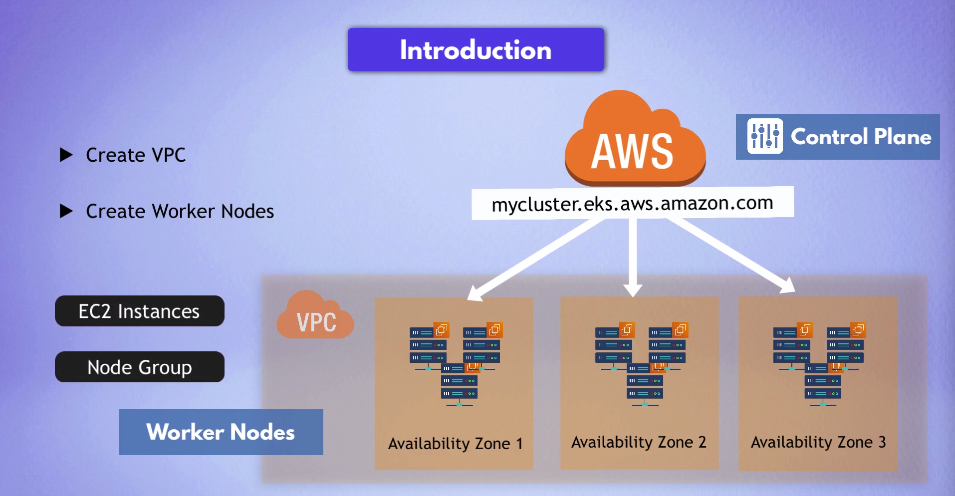 Introduction
AWS
Control Plane
Create VPC
mycluster.eks.aws.amazon.com
Create Worker Nodes
EC2 Instances
VPC
Node Group
Worker Nodes
Availability Zone 1
Availability Zone 2
Availability Zone 3